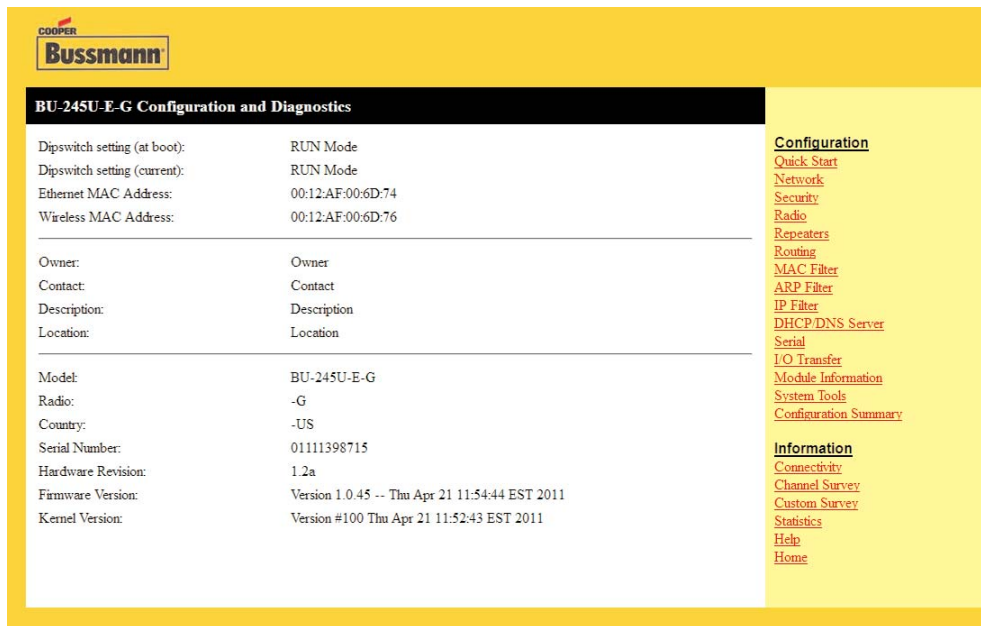 COOPER
Bussmann
BU-245U-E-G Configuration and Diagnostics
Dipswitch setting (at boot): RUN Mode
Dipswitch setting (current): RUN Mode
Ethernet MAC Address: 00:12:AF:00:6D:74
Wireless MAC Address: 00:12:AF:00:6D:76
Owner: Owner
Contact: Contact
Description: Description
Location: Location
Model: BU-245U-E-G
Radio: -G
Country: -US
Serial Number: 01111398715
Hardware Revision: 1.2a
Firmware Version: Version 1.0.45 -- Thu Apr 21 11:54:44 EST 2011
Kernel Version: Version #100 Thu Apr 21 11:52:43 EST 2011
Configuration
Quick Start
Network
Security
Radio
Repeaters
Routing
MAC Filter
ARP Filter
IP Filter
DHCP/DNS Server
Serial
I/O Transfer
Module Information
System Tools
Configuration Summary
Information
Connectivity
Channel Survey
Custom Survey
Statistics
Help
Home